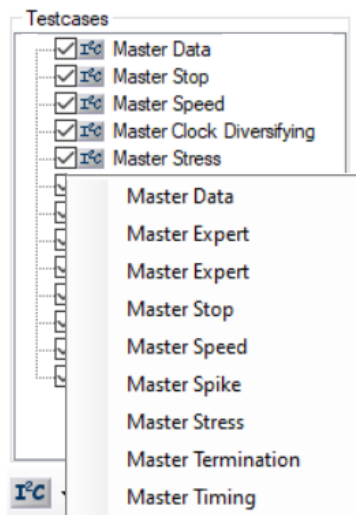 Testcases
I²C Master Data
I²C Master Stop
I²C Master Speed
I²C Master Clock Diversifying
I²C Master Stress
Master Data
Master Expert
Master Expert
Master Stop
Master Speed
Master Spike
Master Stress
Master Termination
Master Timing
I²C